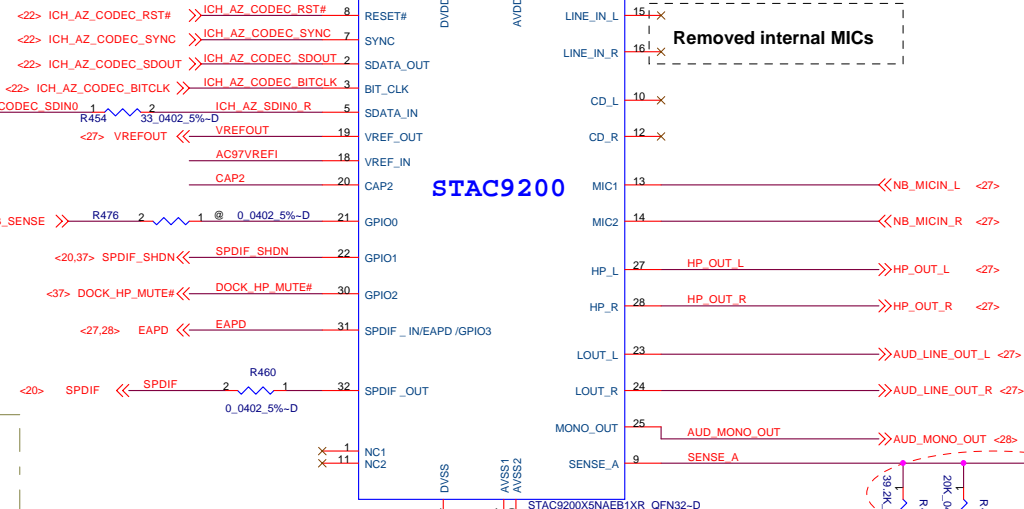 <22> ICH_AZ_CODEC_RST# ICH_AZ_CODEC_RST# 8 RESET#
<22> ICH_AZ_CODEC_SYNC ICH_AZ_CODEC_SYNC 7 SYNC
<22> ICH_AZ_CODEC_SDOUT ICH_AZ_CODEC_SDOUT 2 SDATA_OUT
<22> ICH_AZ_CODEC_BITCLK ICH_AZ_CODEC_BITCLK 3 BIT_CLK
CODEC_SDIN0 1 2 ICH_AZ_SDIN0_R 5 SDATA_IN
R454 33_0402_5%~D
<27> VREFOUT VREFOUT 19 VREF_OUT
AC97VREFI 18 VREF_IN
CAP2 20 CAP2
_SENSE R476 2 1 @ 0_0402_5%~D 21 GPIO0
<20,37> SPDIF_SHDN SPDIF_SHDN 22 GPIO1
<37> DOCK_HP_MUTE# DOCK_HP_MUTE# 30 GPIO2
<27,28> EAPD EAPD 31 SPDIF_IN/EAPD /GPIO3
R460
<20> SPDIF SPDIF 2 1 32 SPDIF_OUT
0_0402_5%~D
1 NC1
11 NC2
DVDD
AVDD
STAC9200
DVSS
AVSS1
AVSS2
STAC9200X5NAEB1XR_QFN32~D
LINE_IN_L 15
LINE_IN_R 16
Removed internal MICs
CD_L 10
CD_R 12
MIC1 13 NB_MICIN_L <27>
MIC2 14 NB_MICIN_R <27>
HP_L 27 HP_OUT_L HP_OUT_L <27>
HP_R 28 HP_OUT_R HP_OUT_R <27>
LOUT_L 23 AUD_LINE_OUT_L <27>
LOUT_R 24 AUD_LINE_OUT_R <27>
MONO_OUT 25 AUD_MONO_OUT AUD_MONO_OUT <28>
SENSE_A 9 SENSE_A
39.2K_
1
R
20K_0
1
R